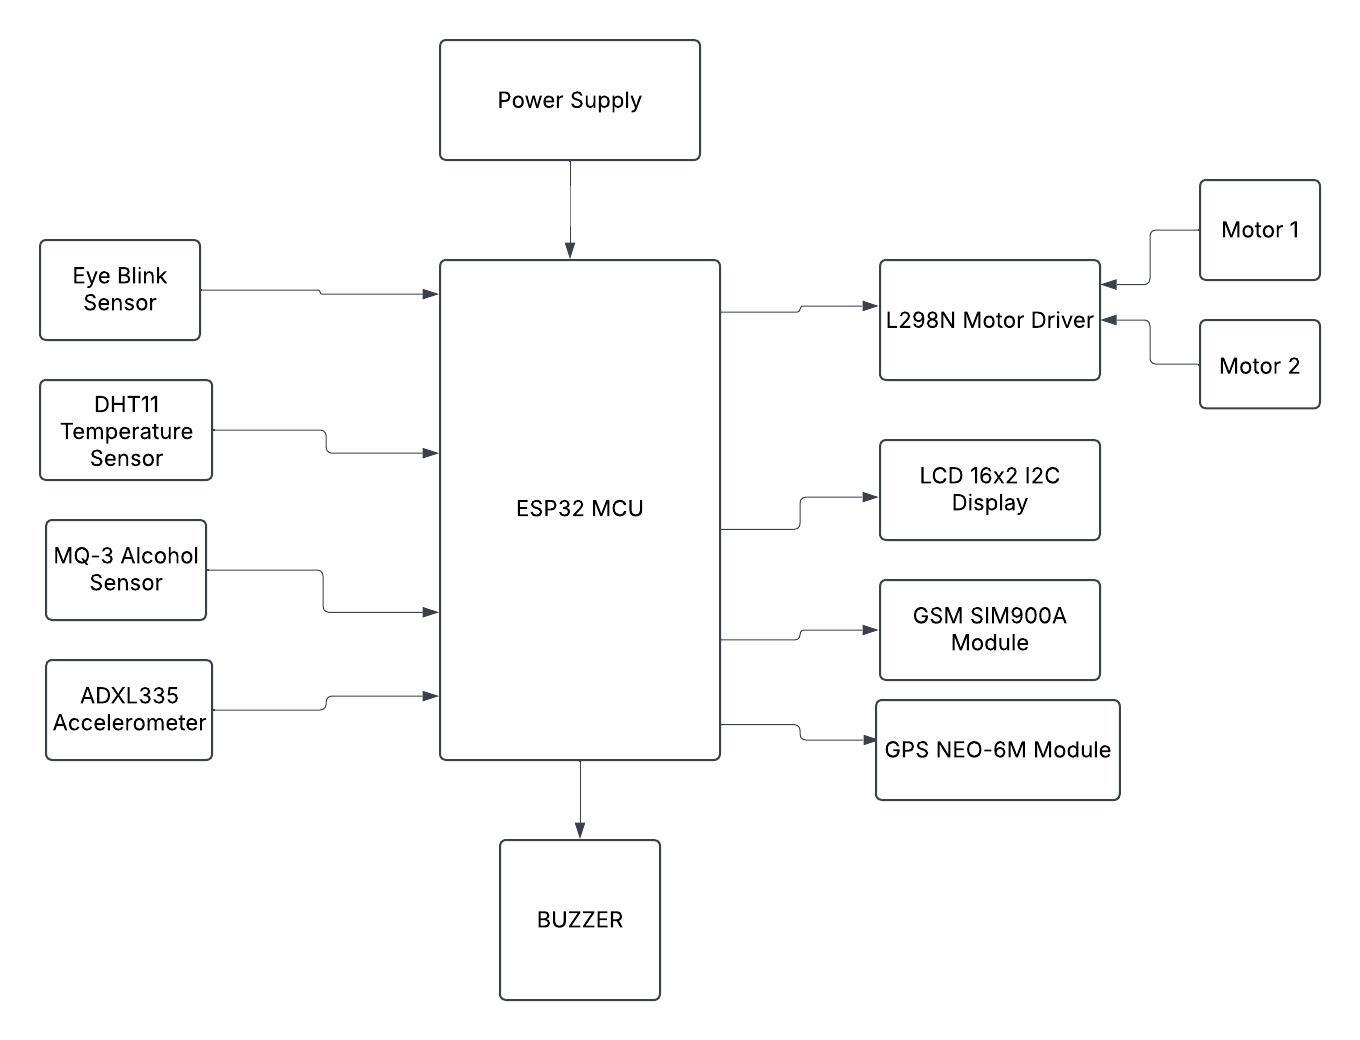 Power Supply
Eye Blink
Sensor
DHT11
Temperature
Sensor
MQ-3 Alcohol
Sensor
ADXL335
Accelerometer
ESP32 MCU
BUZZER
L298N Motor Driver
Motor 1
Motor 2
LCD 16x2 I2C
Display
GSM SIM900A
Module
GPS NEO-6M Module